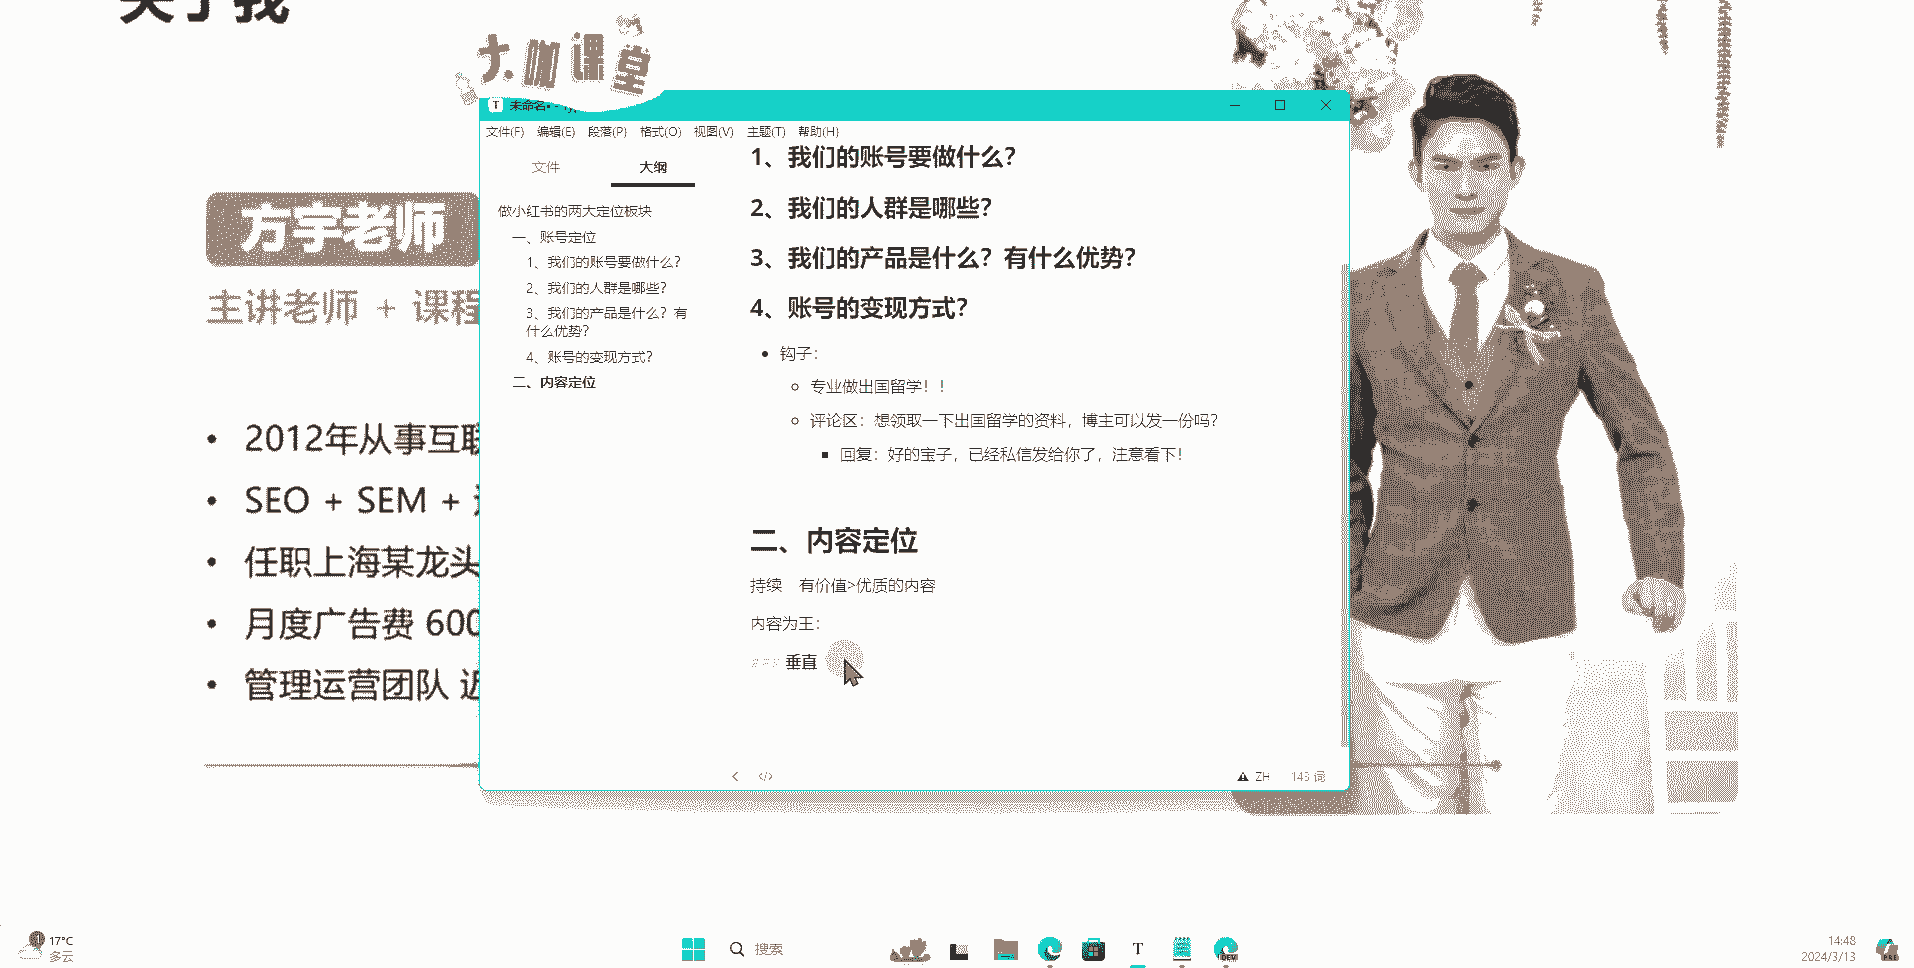 关于我
大咖课堂
未命名• - Ty
文件(F) 编辑(E) 段落(P) 格式(O) 视图(V) 主题(T) 帮助(H)
文件 大纲
做小红书的两大定位板块
一、账号定位
1、我们的账号要做什么？
2、我们的人群是哪些？
3、我们的产品是什么？有
什么优势？
4、账号的变现方式？
二、内容定位
1、我们的账号要做什么？
2、我们的人群是哪些？
3、我们的产品是什么？有什么优势？
4、账号的变现方式？
• 钩子：
○ 专业做出国留学！！
○ 评论区：想领取一下出国留学的资料，博主可以发一份吗？
▪ 回复：好的宝子，已经私信发给你了，注意看下！
二、内容定位
持续 有价值>优质的内容
内容为王：
### 垂直
ZH 145 词
方宇老师
主讲老师 + 课程
• 2012年从事互联
• SEO + SEM +
• 任职上海某龙头
• 月度广告费 600
• 管理运营团队 近
1
17°C
多云
搜索
14:48
2024/3/13